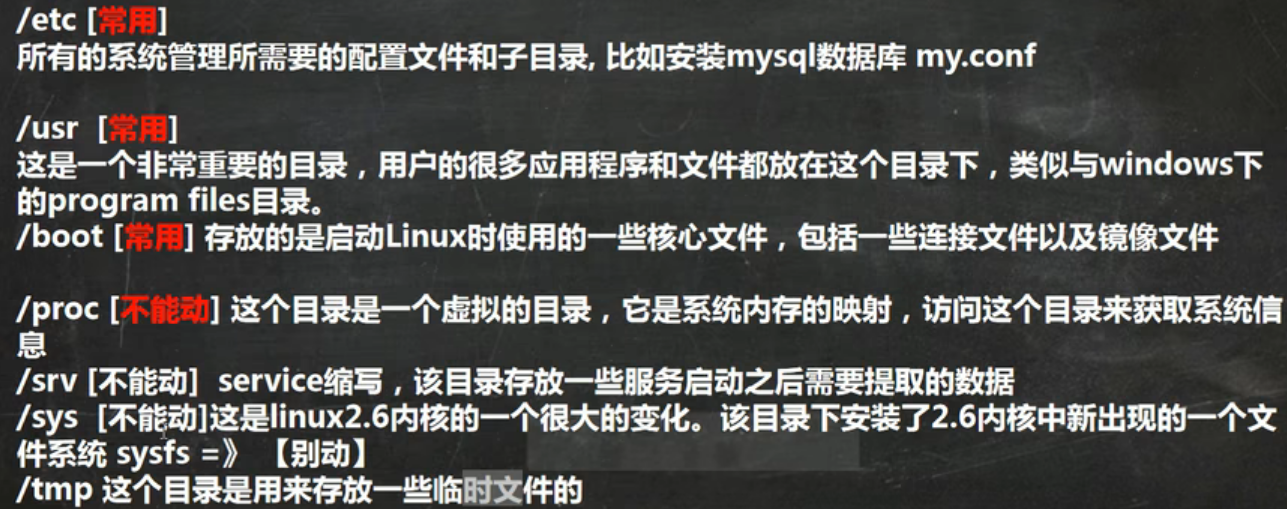 /etc [常用]
所有的系统管理所需要的配置文件和子目录, 比如安装mysql数据库 my.conf
/usr [常用]
这是一个非常重要的目录，用户的很多应用程序和文件都放在这个目录下，类似与windows下
的program files目录。
/boot [常用] 存放的是启动Linux时使用的一些核心文件，包括一些连接文件以及镜像文件
/proc [不能动] 这个目录是一个虚拟的目录，它是系统内存的映射，访问这个目录来获取系统信
息
/srv [不能动] service缩写，该目录存放一些服务启动之后需要提取的数据
/sys [不能动]这是linux2.6内核的一个很大的变化。该目录下安装了2.6内核中新出现的一个文
件系统 sysfs =》 【别动】
/tmp 这个目录是用来存放一些临时文件的